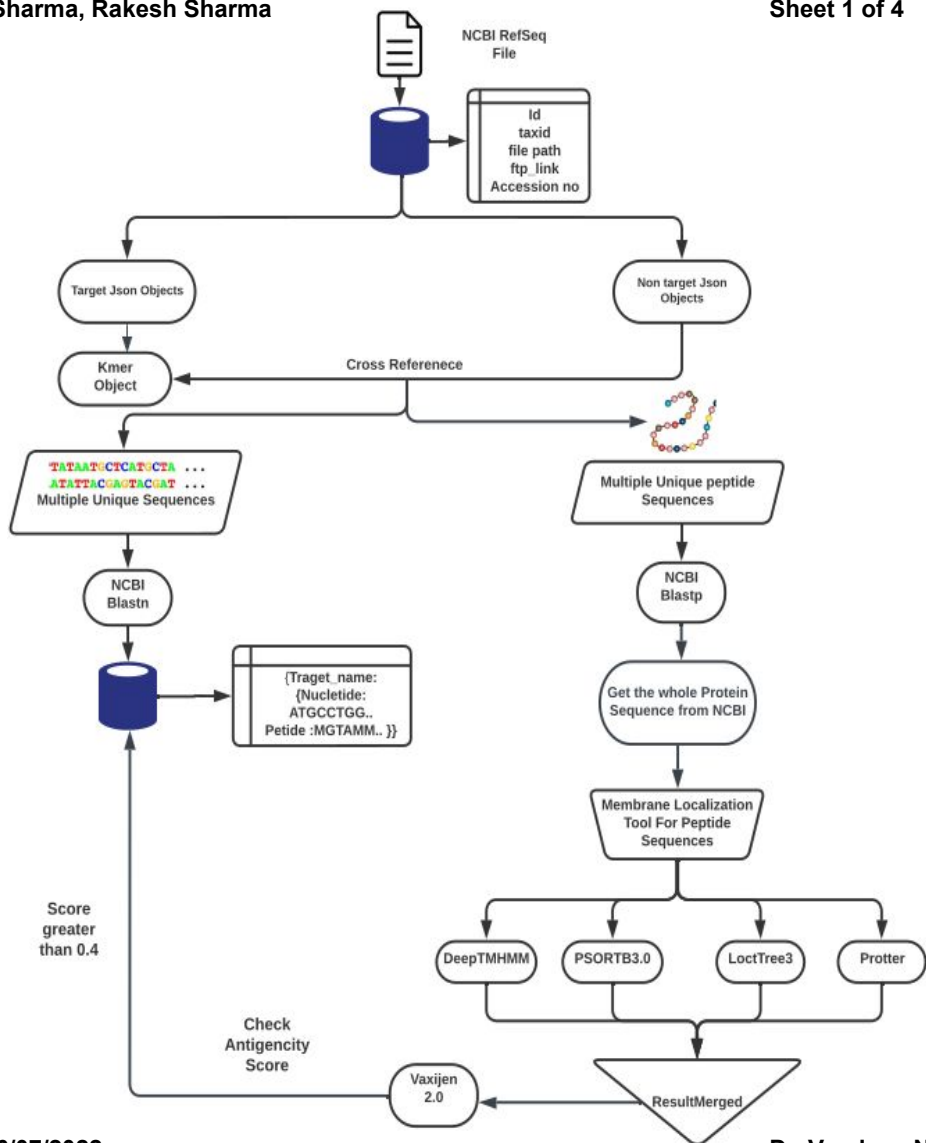 Sharma, Rakesh Sharma
Sheet 1 of 4
NCBI RefSeq
File
Id
taxid
file path
ftp_link
Accession no
Target Json Objects
Non target Json
Objects
Kmer
Object
Cross Referenece
TATAATGCTCATGCTA ...
ATATTACGAGTACGAT ...
Multiple Unique Sequences
Multiple Unique peptide
Sequences
NCBI
Blastn
NCBI
Blastp
{Traget_name:
{Nucletide:
ATGCCTGG..
Petide :MGTAMM.. }}
Get the whole Protein
Sequence from NCBI
Membrane Localization
Tool For Peptide
Sequences
Score
greater
than 0.4
DeepTMHMM
PSORTB3.0
LoctTree3
Protter
Check
Antigencity
Score
Vaxijen
2.0
ResultMerged